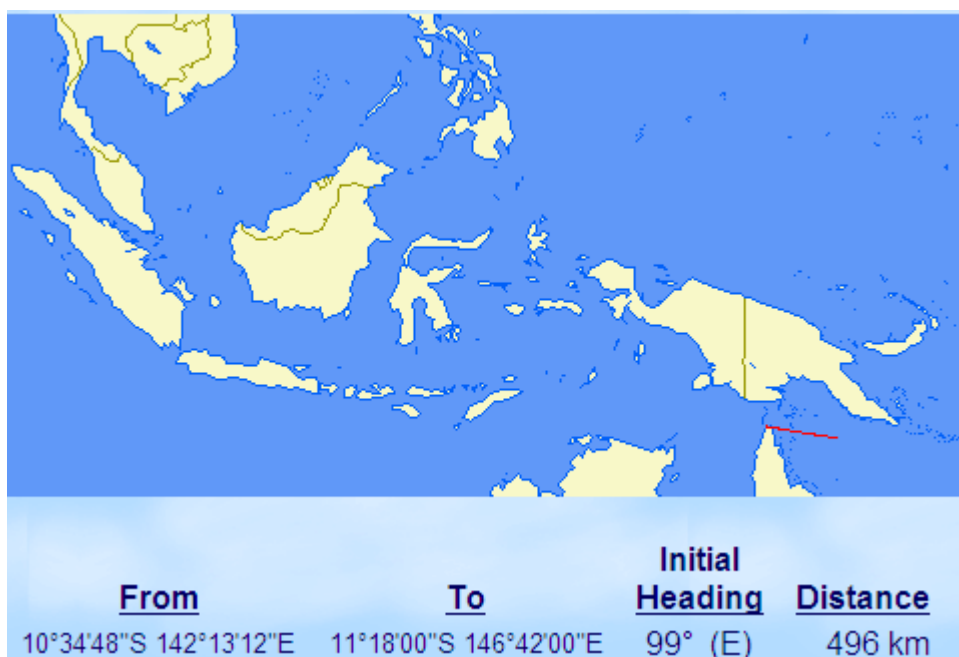 Initial
From To Heading Distance
10°34'48"S 142°13'12"E 11°18'00"S 146°42'00"E 99° (E) 496 km